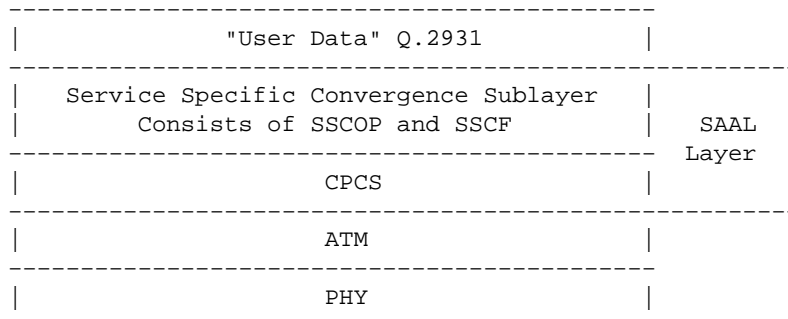 "User Data" Q.2931
Service Specific Convergence Sublayer
Consists of SSCOP and SSCF
SAAL
Layer
CPCS
ATM
PHY